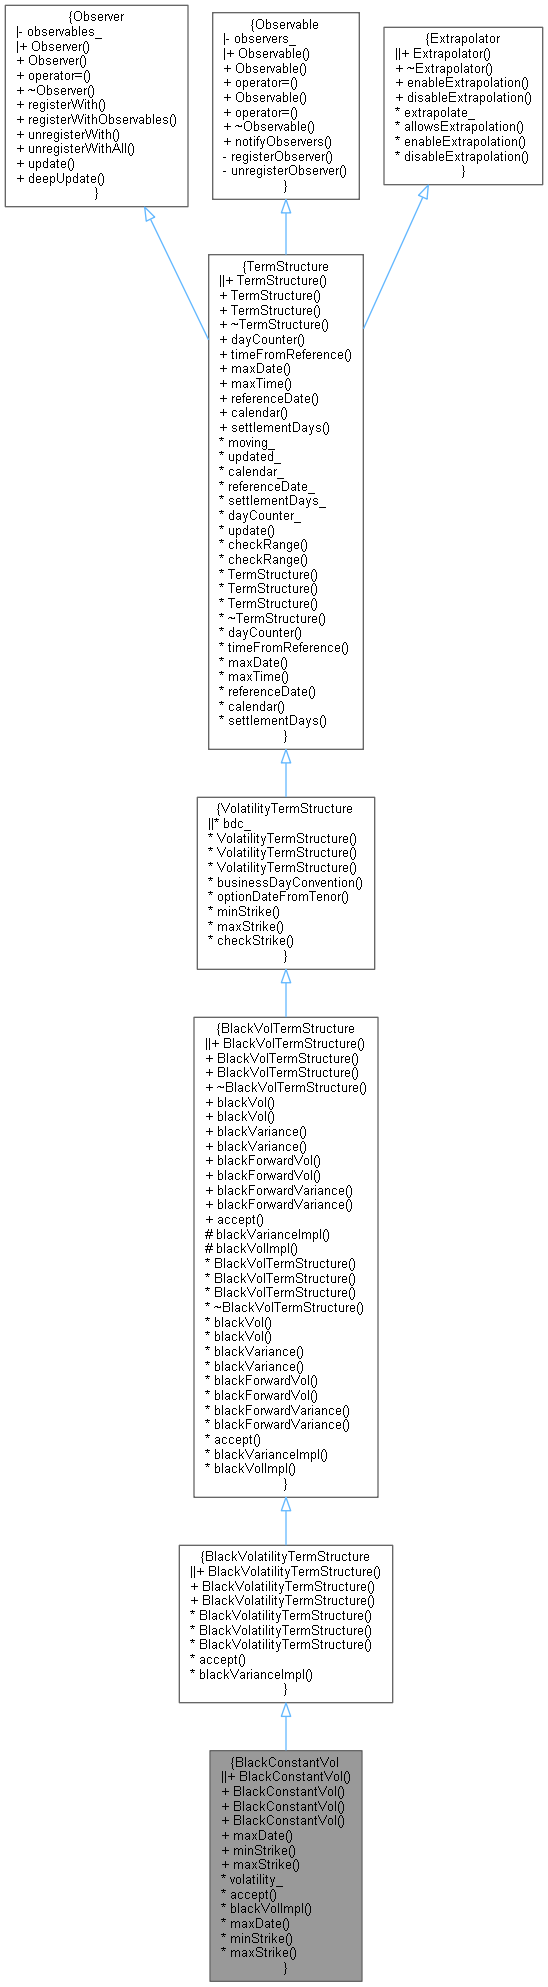 {Observer
|- observables_
|+ Observer()
+ Observer()
+ operator=()
+ ~Observer()
+ registerWith()
+ registerWithObservables()
+ unregisterWith()
+ unregisterWithAll()
+ update()
+ deepUpdate()
}
{Observable
|- observers_
|+ Observable()
+ Observable()
+ operator=()
+ Observable()
+ operator=()
+ ~Observable()
+ notifyObservers()
- registerObserver()
- unregisterObserver()
}
{Extrapolator
||+ Extrapolator()
+ ~Extrapolator()
+ enableExtrapolation()
+ disableExtrapolation()
* extrapolate_
* allowsExtrapolation()
* enableExtrapolation()
* disableExtrapolation()
}
{TermStructure
||+ TermStructure()
+ TermStructure()
+ TermStructure()
+ ~TermStructure()
+ dayCounter()
+ timeFromReference()
+ maxDate()
+ maxTime()
+ referenceDate()
+ calendar()
+ settlementDays()
* moving_
* updated_
* calendar_
* referenceDate_
* settlementDays_
* dayCounter_
* update()
* checkRange()
* checkRange()
* TermStructure()
* TermStructure()
* TermStructure()
* ~TermStructure()
* dayCounter()
* timeFromReference()
* maxDate()
* maxTime()
* referenceDate()
* calendar()
* settlementDays()
}
{VolatilityTermStructure
||* bdc_
* VolatilityTermStructure()
* VolatilityTermStructure()
* VolatilityTermStructure()
* businessDayConvention()
* optionDateFromTenor()
* minStrike()
* maxStrike()
* checkStrike()
}
{BlackVolTermStructure
||+ BlackVolTermStructure()
+ BlackVolTermStructure()
+ BlackVolTermStructure()
+ ~BlackVolTermStructure()
+ blackVol()
+ blackVol()
+ blackVariance()
+ blackVariance()
+ blackForwardVol()
+ blackForwardVol()
+ blackForwardVariance()
+ blackForwardVariance()
+ accept()
# blackVarianceImpl()
# blackVolImpl()
* BlackVolTermStructure()
* BlackVolTermStructure()
* BlackVolTermStructure()
* ~BlackVolTermStructure()
* blackVol()
* blackVol()
* blackVariance()
* blackVariance()
* blackForwardVol()
* blackForwardVol()
* blackForwardVariance()
* blackForwardVariance()
* accept()
* blackVarianceImpl()
* blackVolImpl()
}
{BlackVolatilityTermStructure
||+ BlackVolatilityTermStructure()
+ BlackVolatilityTermStructure()
+ BlackVolatilityTermStructure()
* BlackVolatilityTermStructure()
* BlackVolatilityTermStructure()
* BlackVolatilityTermStructure()
* accept()
* blackVarianceImpl()
}
{BlackConstantVol
||+ BlackConstantVol()
+ BlackConstantVol()
+ BlackConstantVol()
+ BlackConstantVol()
+ maxDate()
+ minStrike()
+ maxStrike()
* volatility_
* accept()
* blackVolImpl()
* maxDate()
* minStrike()
* maxStrike()
}